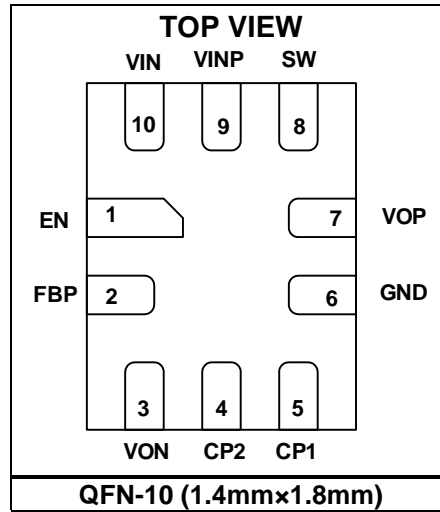 TOP VIEW
VIN VINP SW
10 9 8
EN 1 7 VOP
FBP 2 6 GND
3 4 5
VON CP2 CP1
QFN-10 (1.4mm×1.8mm)